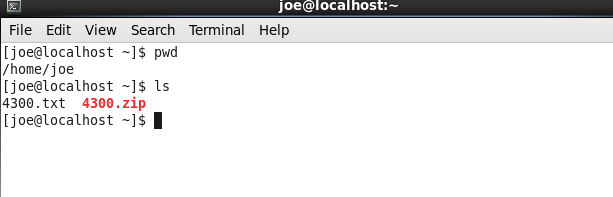 joe@localhost:~
File Edit View Search Terminal Help
[joe@localhost ~]$ pwd
/home/joe
[joe@localhost ~]$ ls
4300.txt  4300.zip
[joe@localhost ~]$